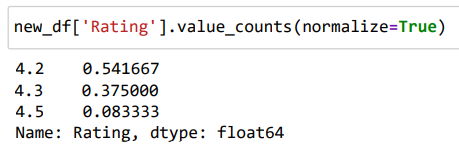 new_df['Rating'].value_counts(normalize=True)
4.2    0.541667
4.3    0.375000
4.5    0.083333
Name: Rating, dtype: float64